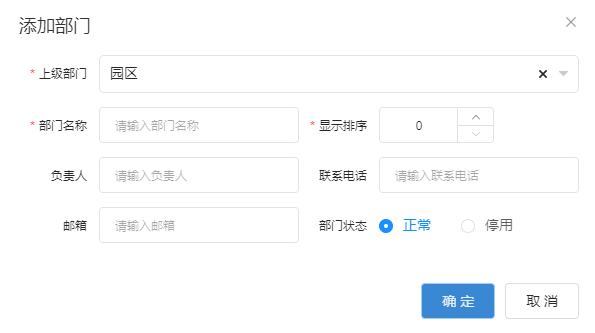 添加部门
* 上级部门 园区
* 部门名称 请输入部门名称 * 显示排序 0
负责人 请输入负责人 联系电话 请输入联系电话
邮箱 请输入邮箱 部门状态 正常 停用
确 定 取 消